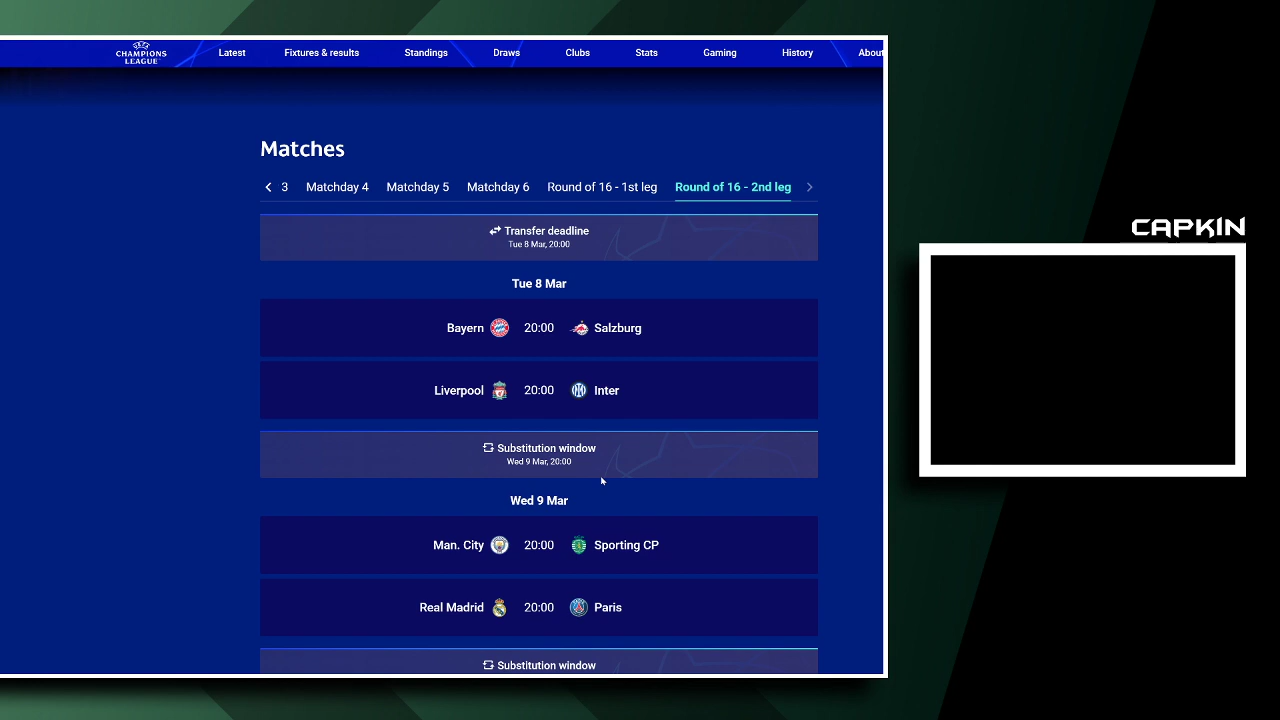 CHAMPIONS
LEAGUE
Latest Fixtures & results Standings Draws Clubs Stats Gaming History About
Matches
3 Matchday 4 Matchday 5 Matchday 6 Round of 16 - 1st leg Round of 16 - 2nd leg
Transfer deadline
Tue 8 Mar, 20:00
CAPKIN
Tue 8 Mar
Bayern 20:00 Salzburg
Liverpool 20:00 Inter
Substitution window
Wed 9 Mar, 20:00
Wed 9 Mar
Man. City 20:00 Sporting CP
Real Madrid 20:00 Paris
Substitution window